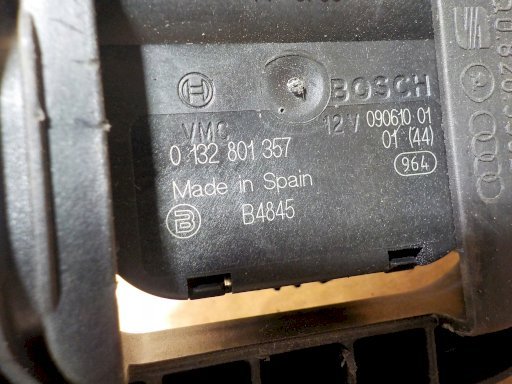 BOSCH
VMC 12 V 090610 01
0 132 801 357 01 (44)
964
Made in Spain
B4845